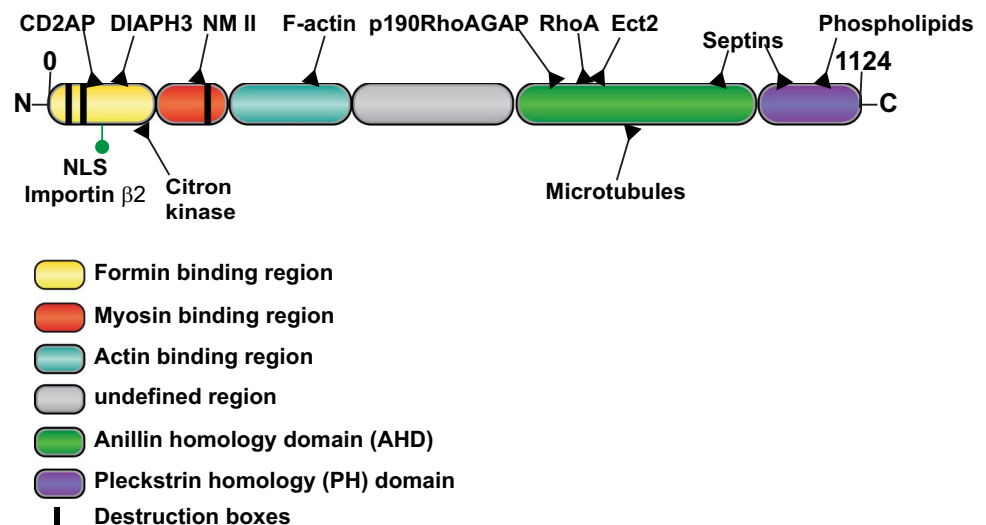 CD2AP DIAPH3 NM II F-actin p190RhoAGAP RhoA Ect2 Septins Phospholipids
0 1124
N C
NLS
Importin β2
Citron
kinase
Microtubules
Formin binding region
Myosin binding region
Actin binding region
undefined region
Anillin homology domain (AHD)
Pleckstrin homology (PH) domain
Destruction boxes